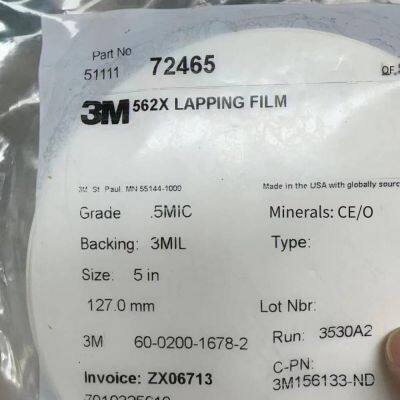 Part No
51111 72465
3M 562X LAPPING FILM
3M St. Paul, MN 55144-1000 Made in the USA with globally
Grade .5MIC Minerals: CE/O
Backing: 3MIL Type:
Size: 5 in
127.0 mm Lot Nbr:
3M 60-0200-1678-2 Run: 3530A2
C-PN:
Invoice: ZX06713 3M156133-ND